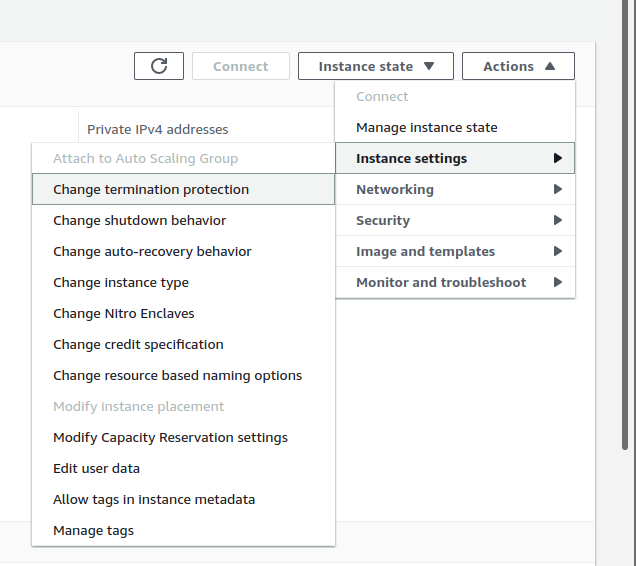 Connect
Instance state
Actions
Connect
Private IPv4 addresses
Manage instance state
Attach to Auto Scaling Group
Instance settings
Change termination protection
Networking
Change shutdown behavior
Security
Change auto-recovery behavior
Image and templates
Change instance type
Monitor and troubleshoot
Change Nitro Enclaves
Change credit specification
Change resource based naming options
Modify instance placement
Modify Capacity Reservation settings
Edit user data
Allow tags in instance metadata
Manage tags